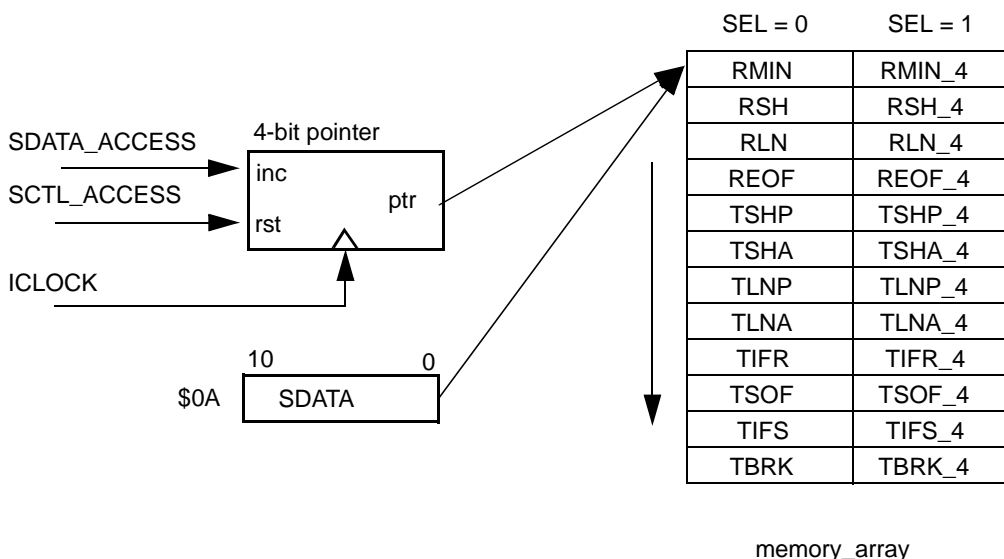 SEL = 0 SEL = 1
RMIN RMIN_4
RSH RSH_4
RLN RLN_4
REOF REOF_4
TSHP TSHP_4
TSHA TSHA_4
TLNP TLNP_4
TLNA TLNA_4
TIFR TIFR_4
TSOF TSOF_4
TIFS TIFS_4
TBRK TBRK_4
memory_array
4-bit pointer
SDATA_ACCESS
inc
SCTL_ACCESS
ptr
rst
ICLOCK
10 0
$0A SDATA